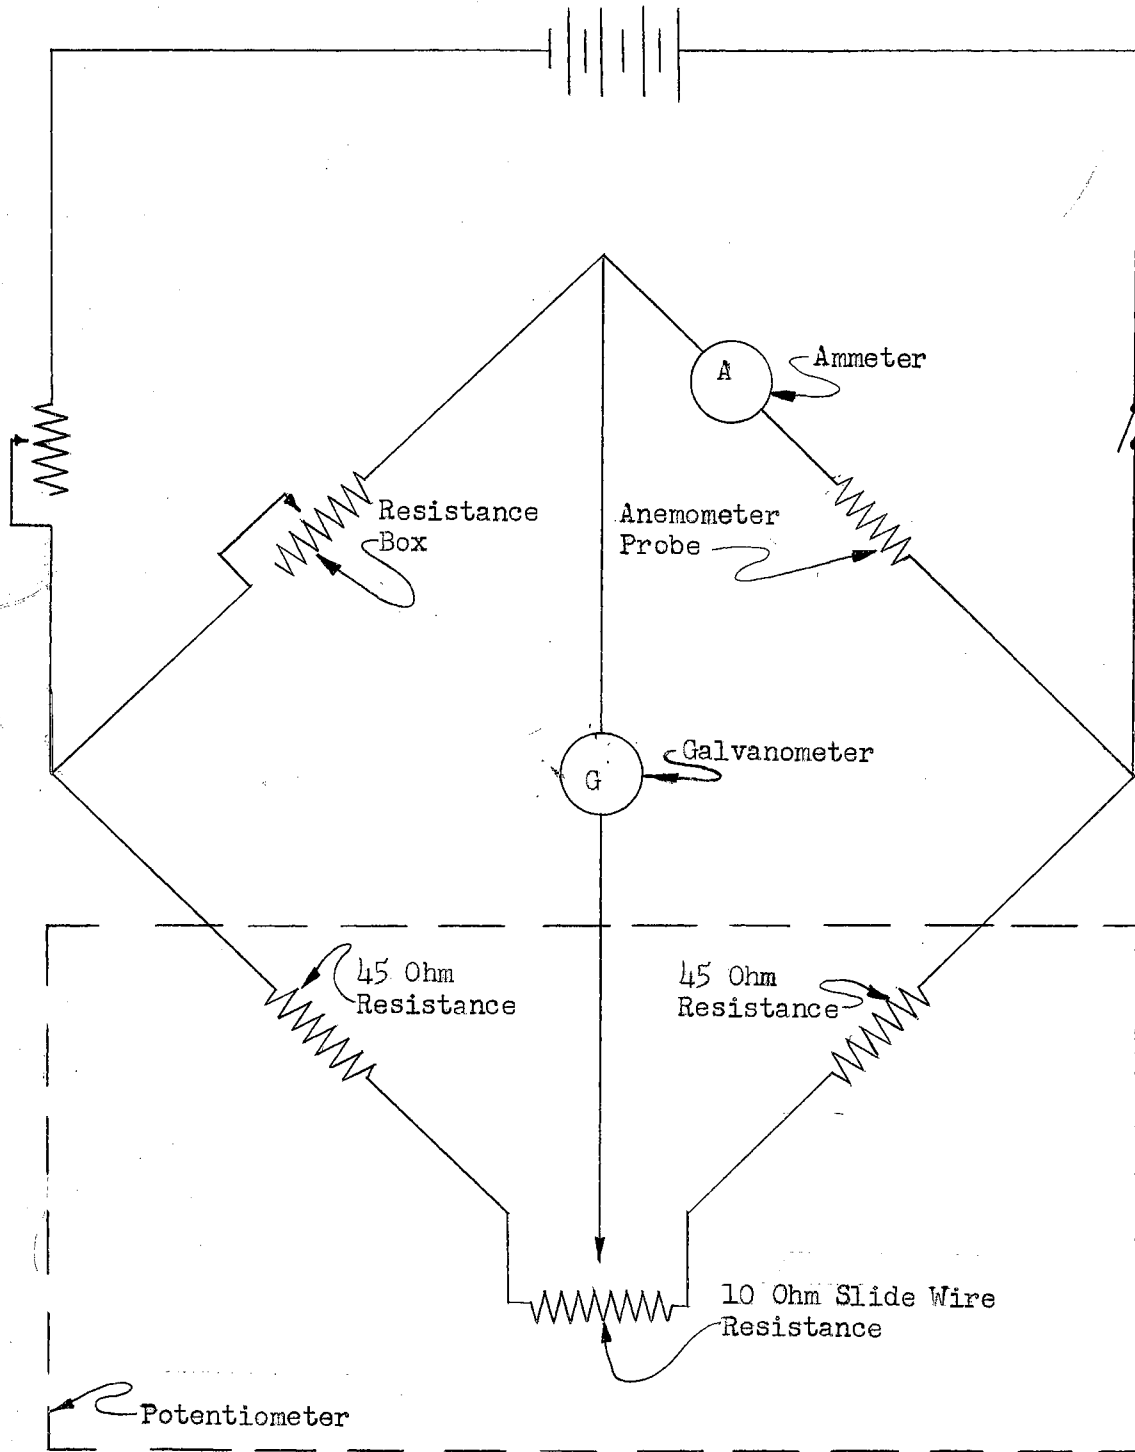 A
Ammeter
Resistance
Box
Anemometer
Probe
Galvanometer
G
45 Ohm
Resistance
45 Ohm
Resistance
10 Ohm Slide Wire
Resistance
Potentiometer